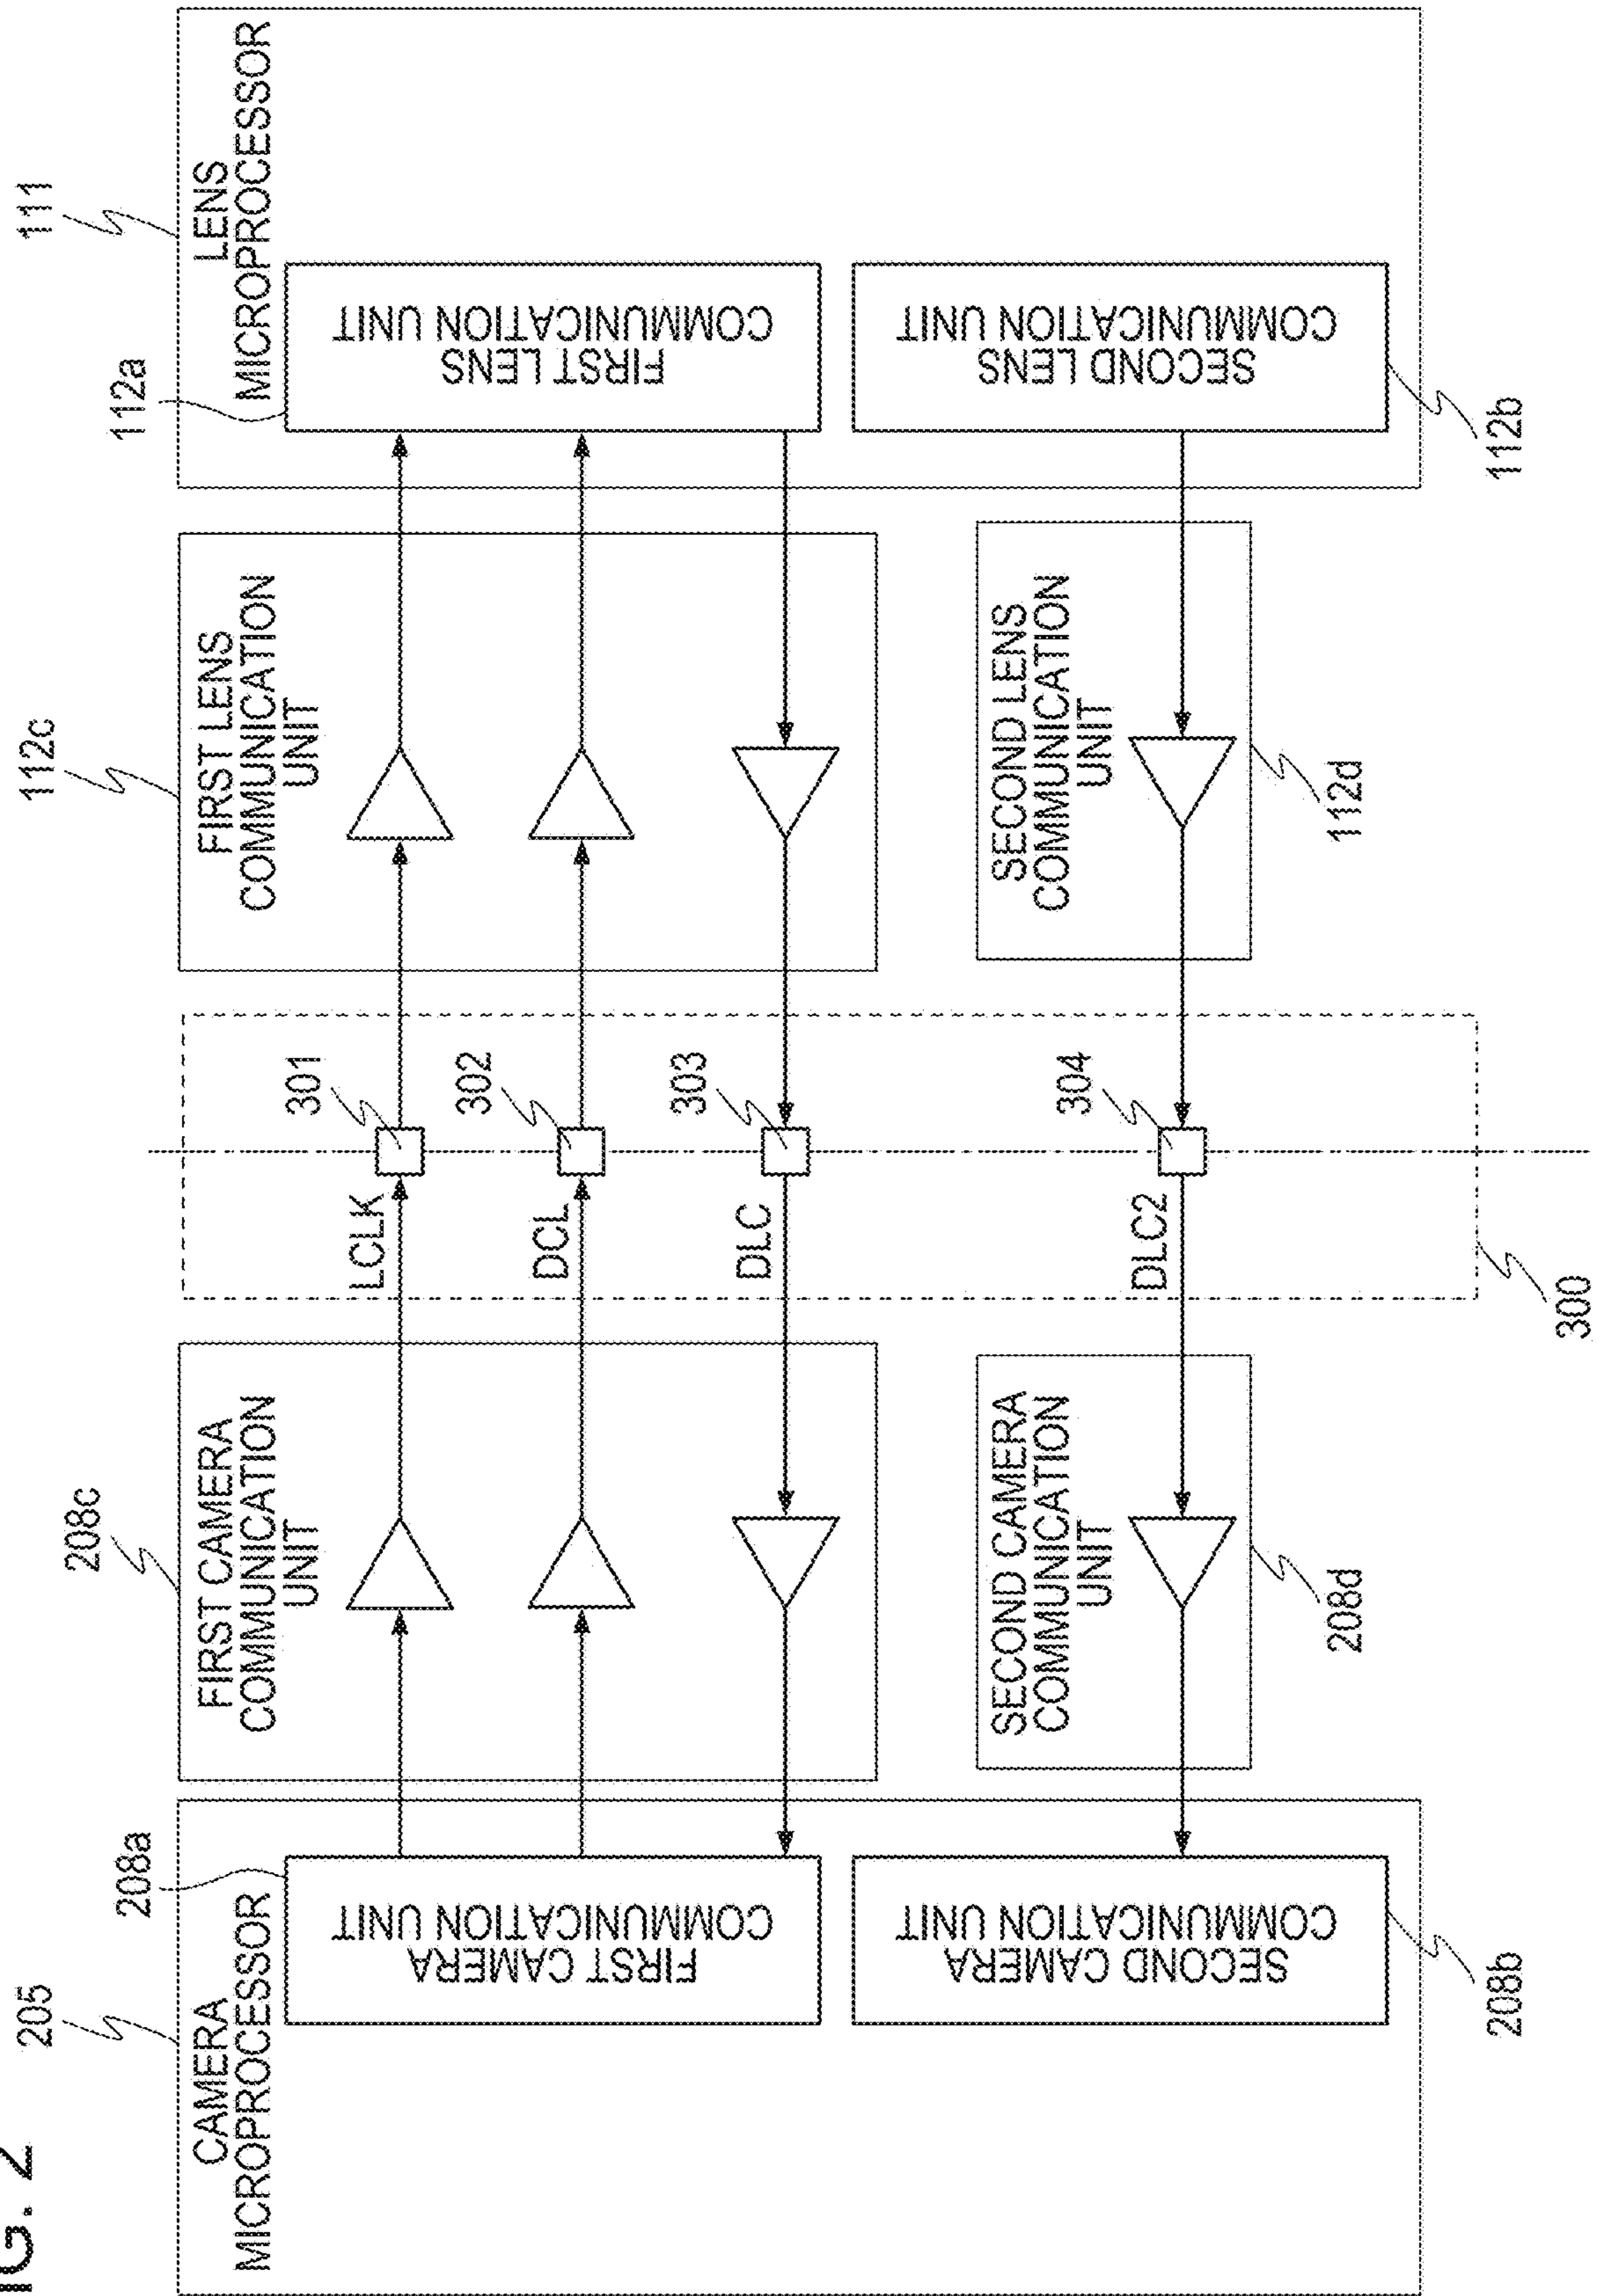 FIG. 2
205
CAMERA
MICROPROCESSOR
208a
FIRST CAMERA
COMMUNICATION UNIT
SECOND CAMERA
COMMUNICATION UNIT
208b
208c
FIRST CAMERA
COMMUNICATION
UNIT
SECOND CAMERA
COMMUNICATION
UNIT
208d
LCLK
301
DCL
302
DLC
303
DLC2
304
300
112c
FIRST LENS
COMMUNICATION
UNIT
SECOND LENS
COMMUNICATION
UNIT
112d
111
LENS
MICROPROCESSOR
112a
FIRST LENS
COMMUNICATION UNIT
SECOND LENS
COMMUNICATION UNIT
112b